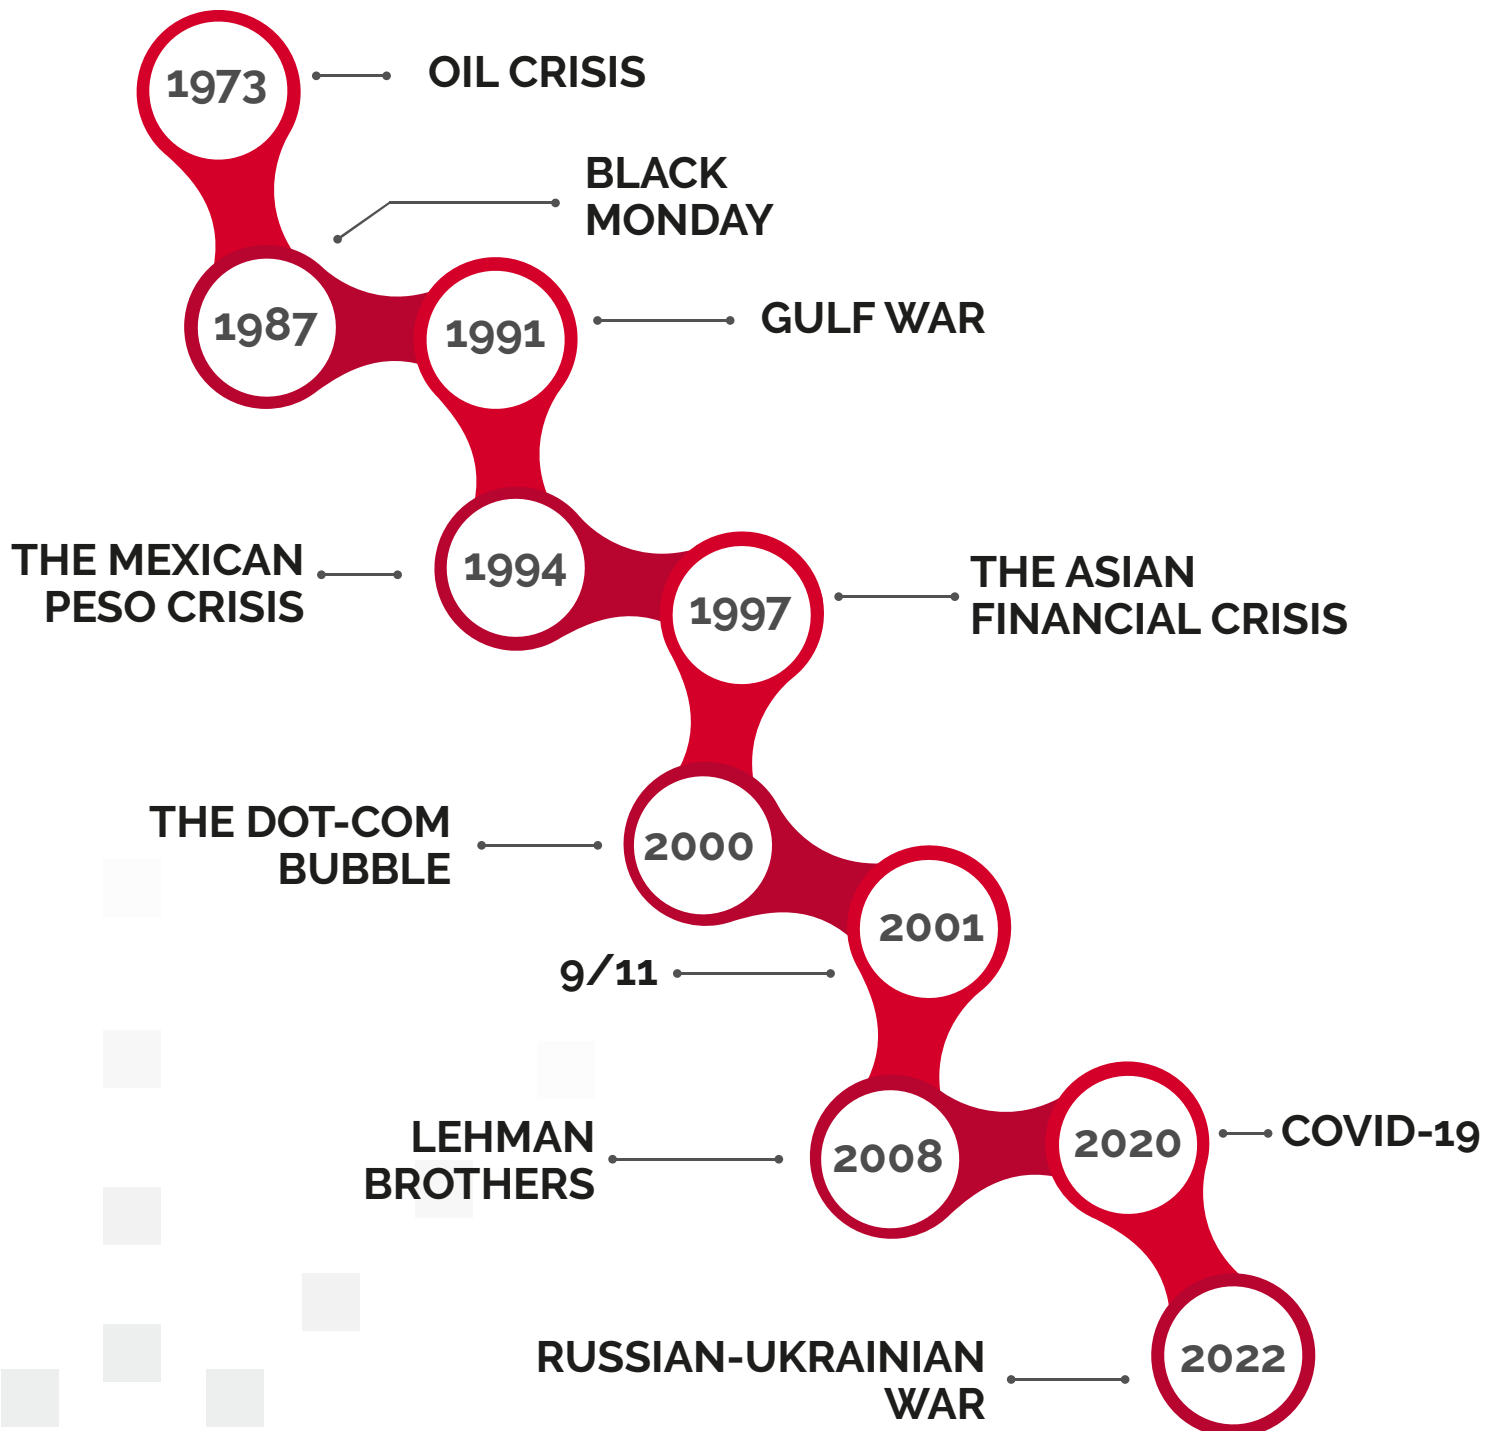 1973
OIL CRISIS
BLACK
MONDAY
1987
1991
GULF WAR
THE MEXICAN
PESO CRISIS
1994
1997
THE ASIAN
FINANCIAL CRISIS
THE DOT-COM
BUBBLE
2000
2001
9/11
LEHMAN
BROTHERS
2008
2020
COVID-19
RUSSIAN-UKRAINIAN
WAR
2022